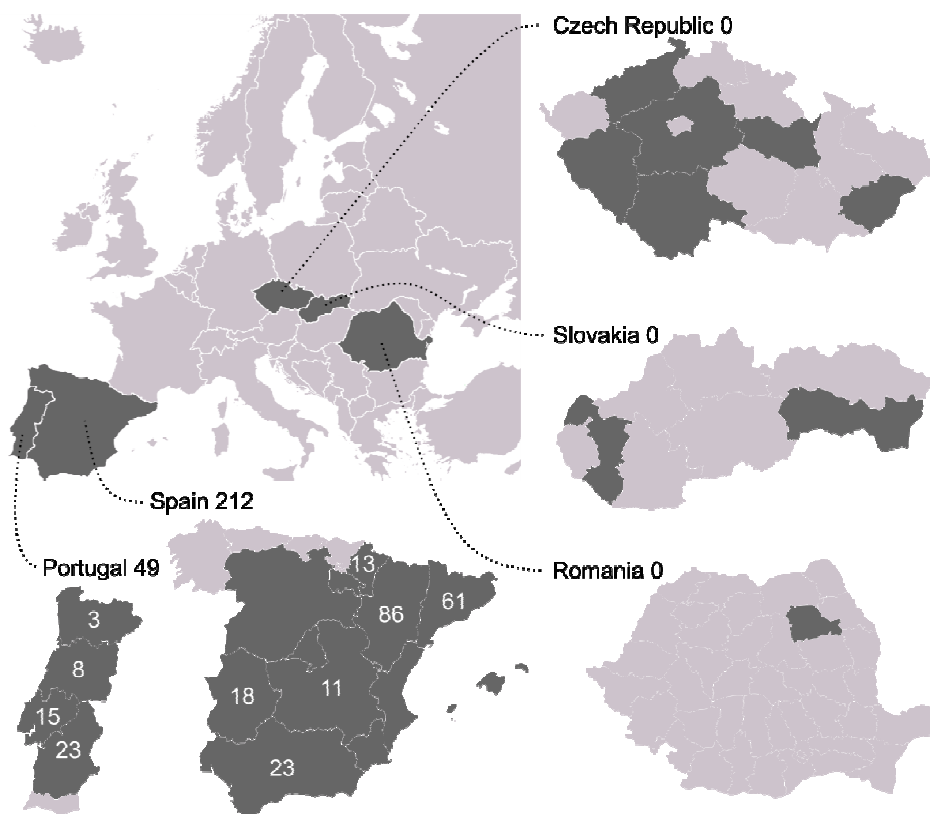 Czech Republic 0
Slovakia 0
Spain 212
Portugal 49
Romania 0
13
86
61
3
8
18
11
15
23
23